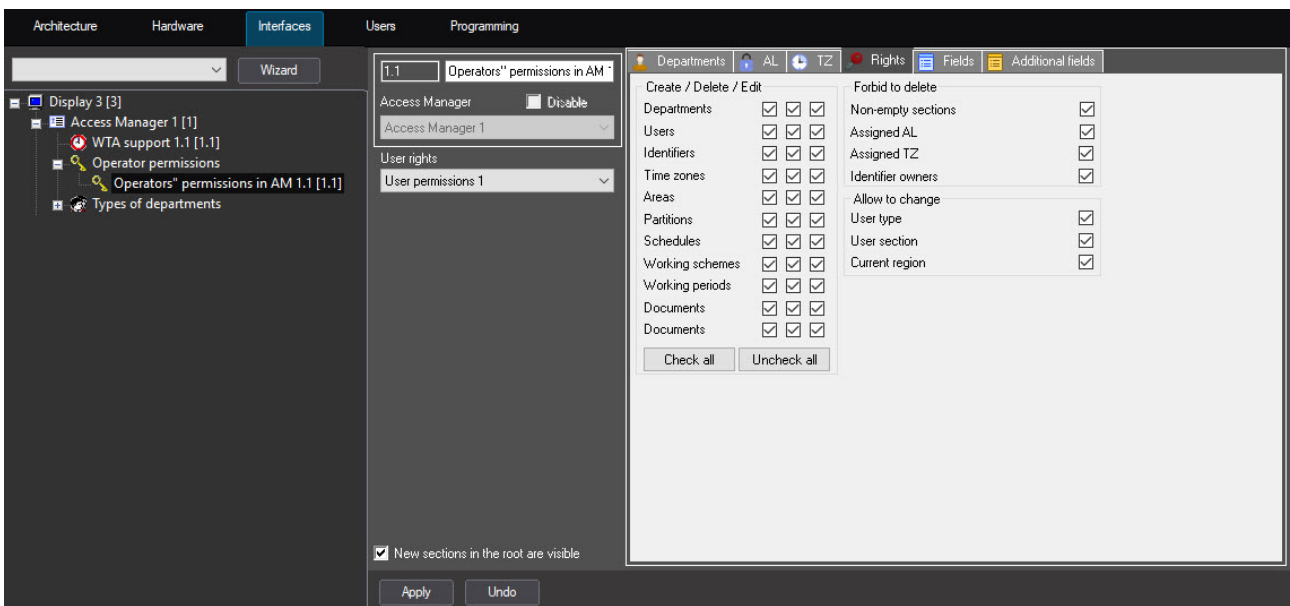 Architecture Hardware Interfaces Users Programming
Wizard
Display 3 [3]
Access Manager 1 [1]
WTA support 1.1 [1.1]
Operator permissions
Operators" permissions in AM 1.1 [1.1]
Types of departments
1.1 Operators" permissions in AM
Access Manager Disable
Access Manager 1
User rights
User permissions 1
New sections in the root are visible
Apply Undo
Departments AL TZ Rights Fields Additional fields
Create / Delete / Edit
Departments
Users
Identifiers
Time zones
Areas
Partitions
Schedules
Working schemes
Working periods
Documents
Documents
Check all Uncheck all
Forbid to delete
Non-empty sections
Assigned AL
Assigned TZ
Identifier owners
Allow to change
User type
User section
Current region